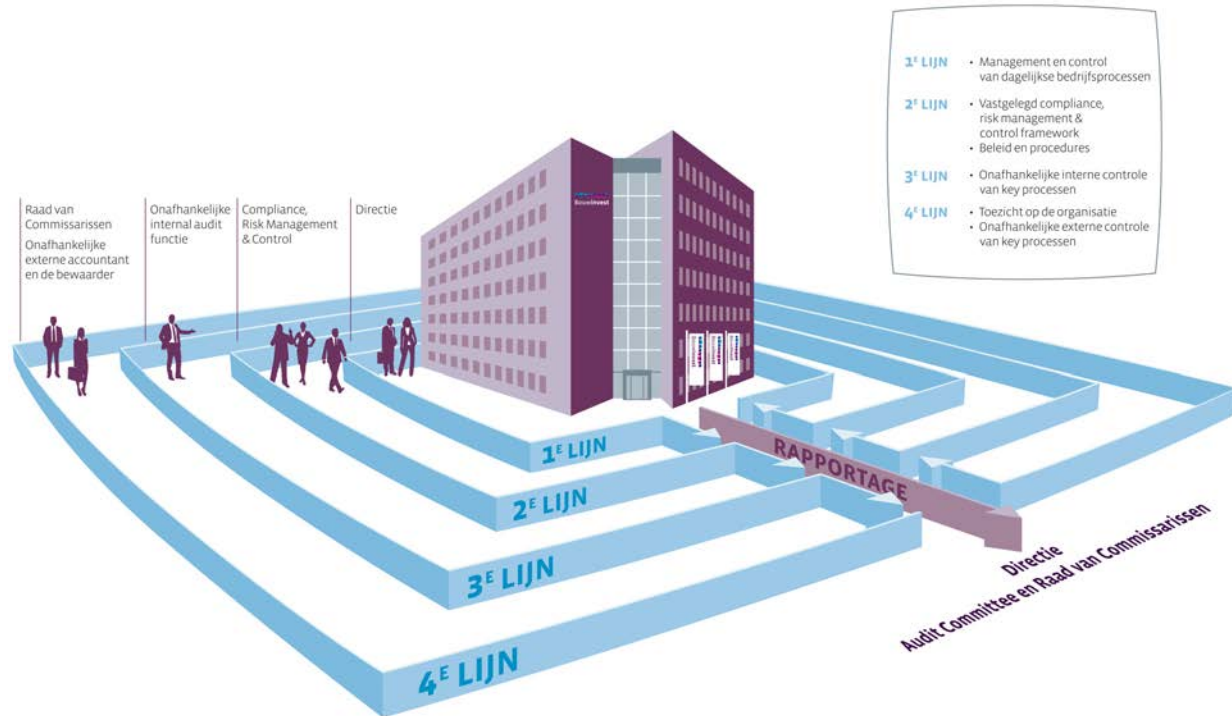 1E LIJN • Management en control
van dagelijkse bedrijfsprocessen
2E LIJN • Vastgelegd compliance,
risk management &
control framework
• Beleid en procedures
3E LIJN • Onafhankelijke interne controle
van key processen
4E LIJN • Toezicht op de organisatie
• Onafhankelijke externe controle
van key processen
Raad van
Commissarissen
Onafhankelijke
externe accountant
en de bewaarder
Onafhankelijke
internal audit
functie
Compliance,
Risk Management
& Control
Directie
Bouwinvest
1E LIJN
2E LIJN
3E LIJN
4E LIJN
RAPPORTAGE
Directie
Audit Committee en Raad van Commissarissen